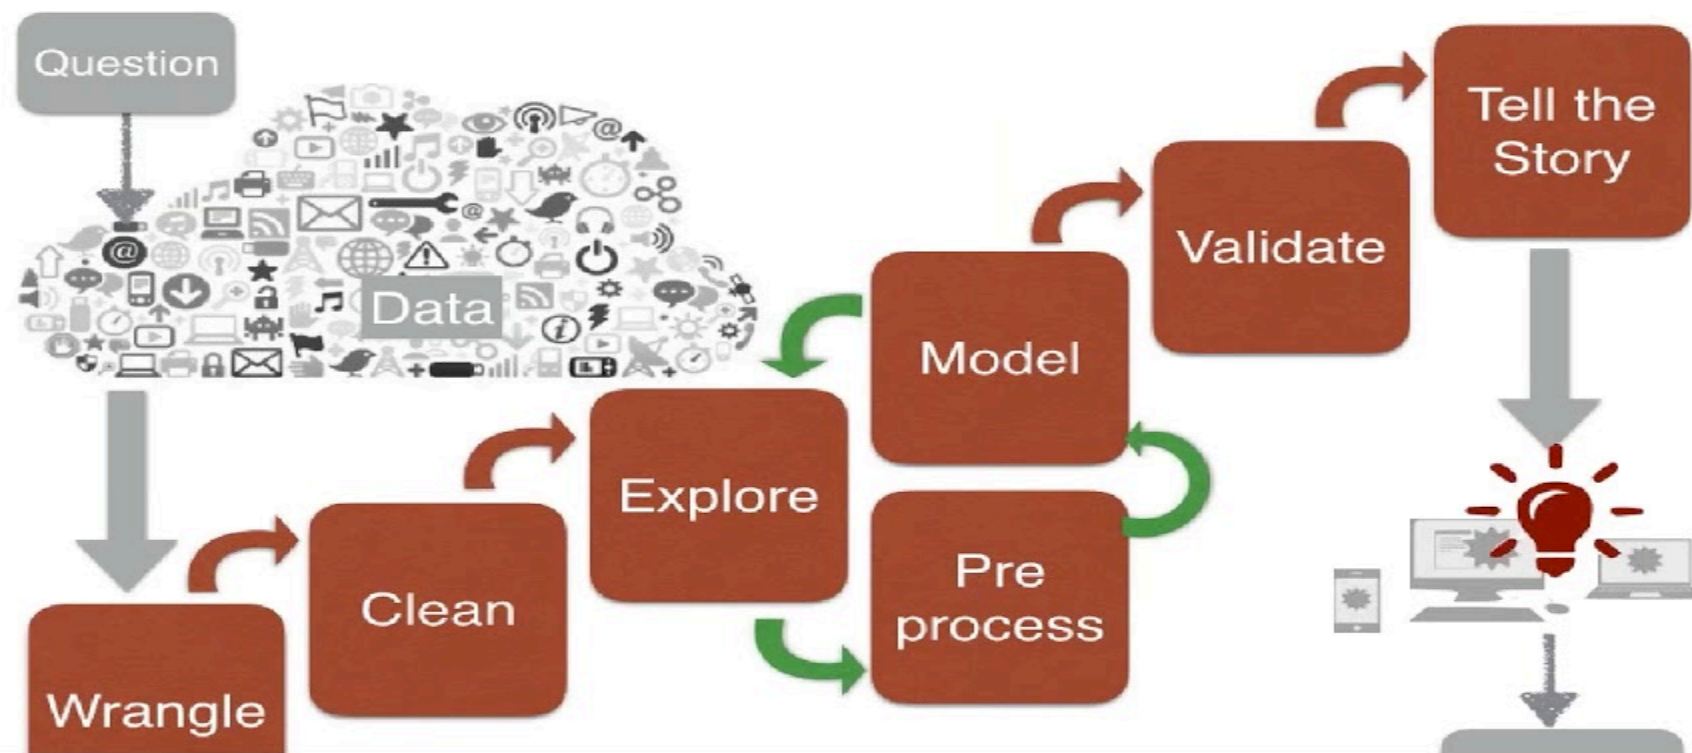 Question
Data
Wrangle
Clean
Explore
Pre
process
Model
Validate
Tell the
Story